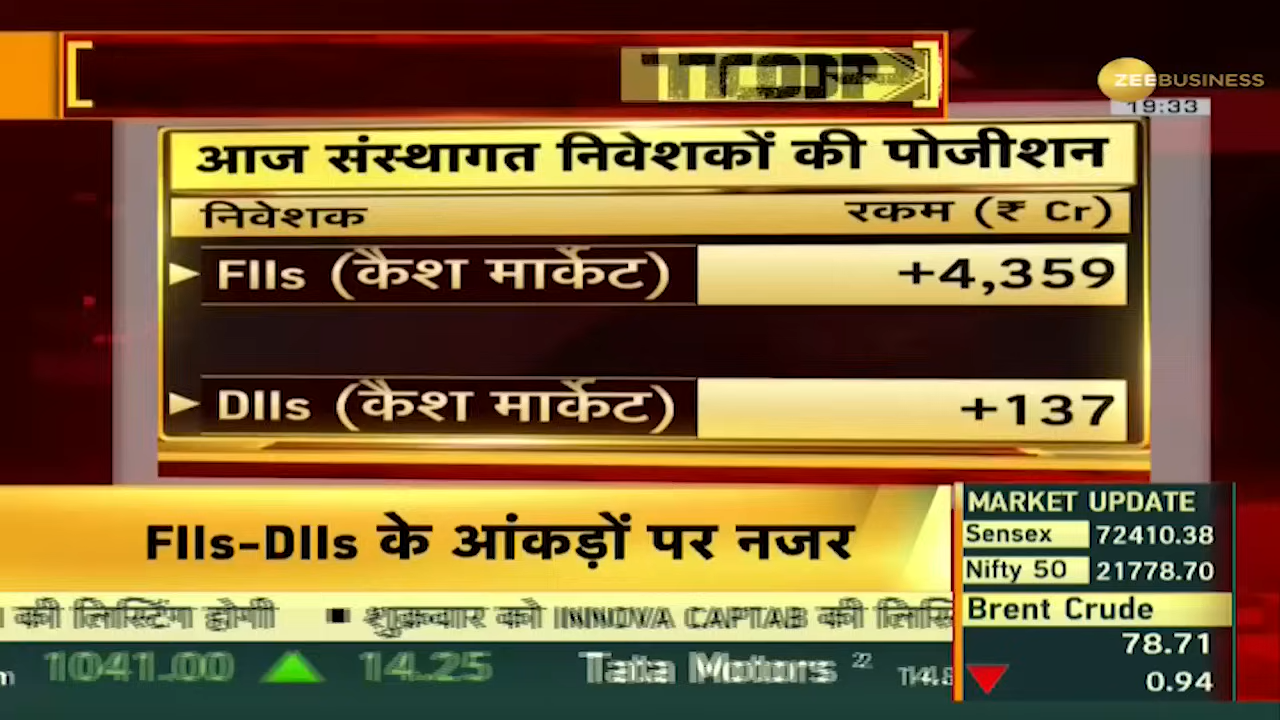 ZEEBUSINESS
19:33
आज संस्थागत निवेशकों की पोजीशन
निवेशक रकम (₹ Cr)
FIIs (कैश मार्केट) +4,359
DIIs (कैश मार्केट) +137
FIIs-DIIs के आंकड़ों पर नजर
MARKET UPDATE
Sensex 72410.38
Nifty 50 21778.70
Brent Crude
78.71
0.94
की लिस्टिंग होगी ■ शुक्रवार को INNOVA CAPTAB की
1041.00 14.25 Tata Motors